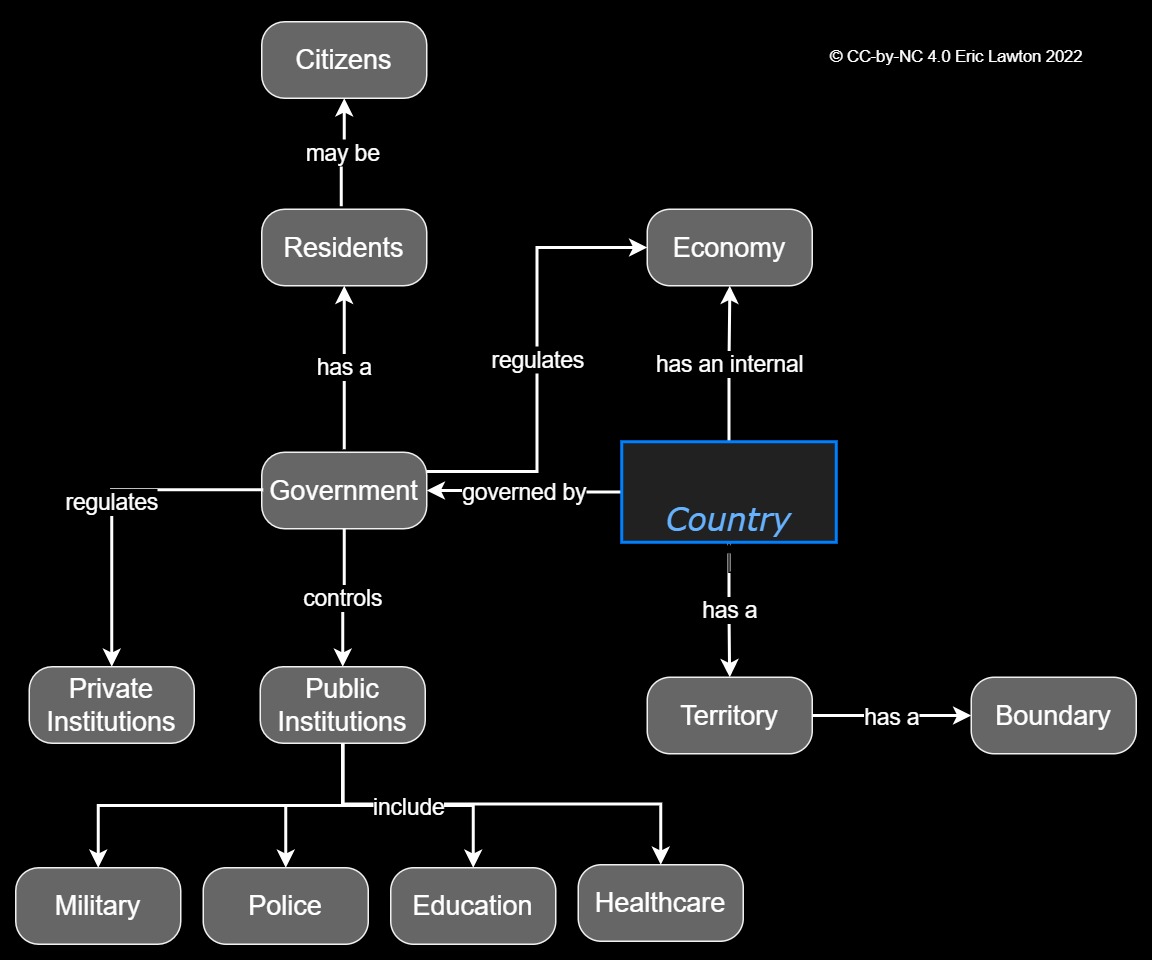 Citizens
© CC-by-NC 4.0 Eric Lawton 2022
may be
Residents
Economy
has a
regulates
has an internal
Government
governed by
Country
regulates
controls
has a
Private
Institutions
Public
Institutions
Territory
has a
Boundary
include
Military
Police
Education
Healthcare